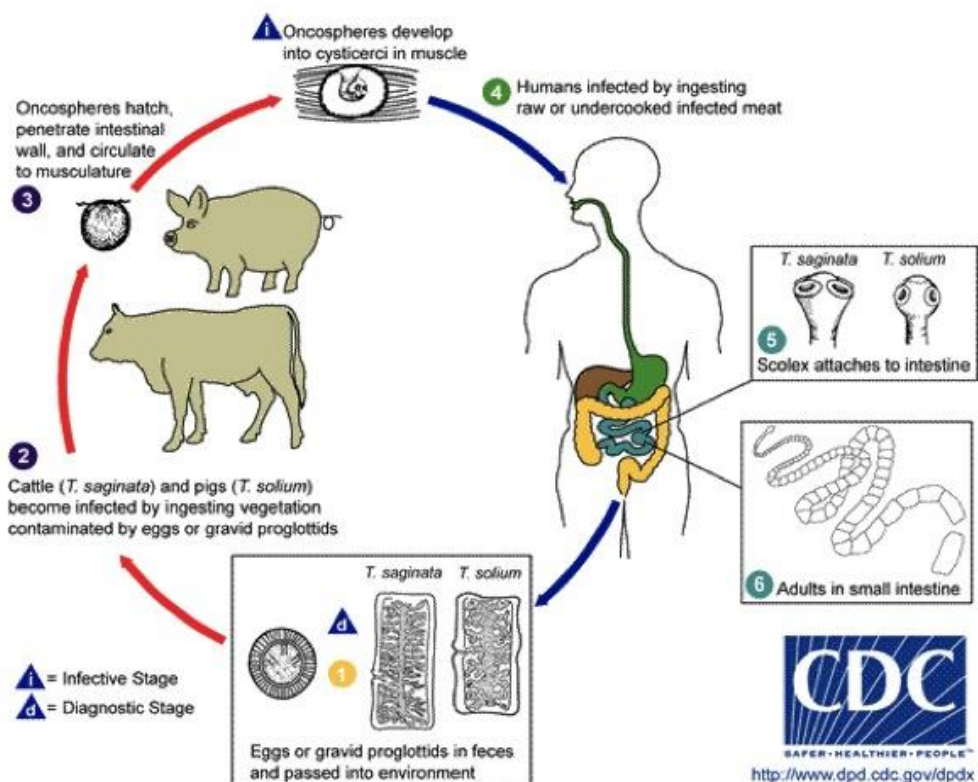 i Oncospheres develop
into cysticerci in muscle
4 Humans infected by ingesting
raw or undercooked infected meat
Oncospheres hatch,
penetrate intestinal
wall, and circulate
to musculature
3
T. saginata T. solium
5
Scolex attaches to intestine
2
Cattle (T. saginata) and pigs (T. solium)
become infected by ingesting vegetation
contaminated by eggs or gravid proglottids
6 Adults in small intestine
T. saginata T. solium
d
1
Eggs or gravid proglottids in feces
and passed into environment
i = Infective Stage
d = Diagnostic Stage
CDC
SAFER·HEALTHIER·PEOPLE™
http://www.dpd.cdc.gov/dpdx